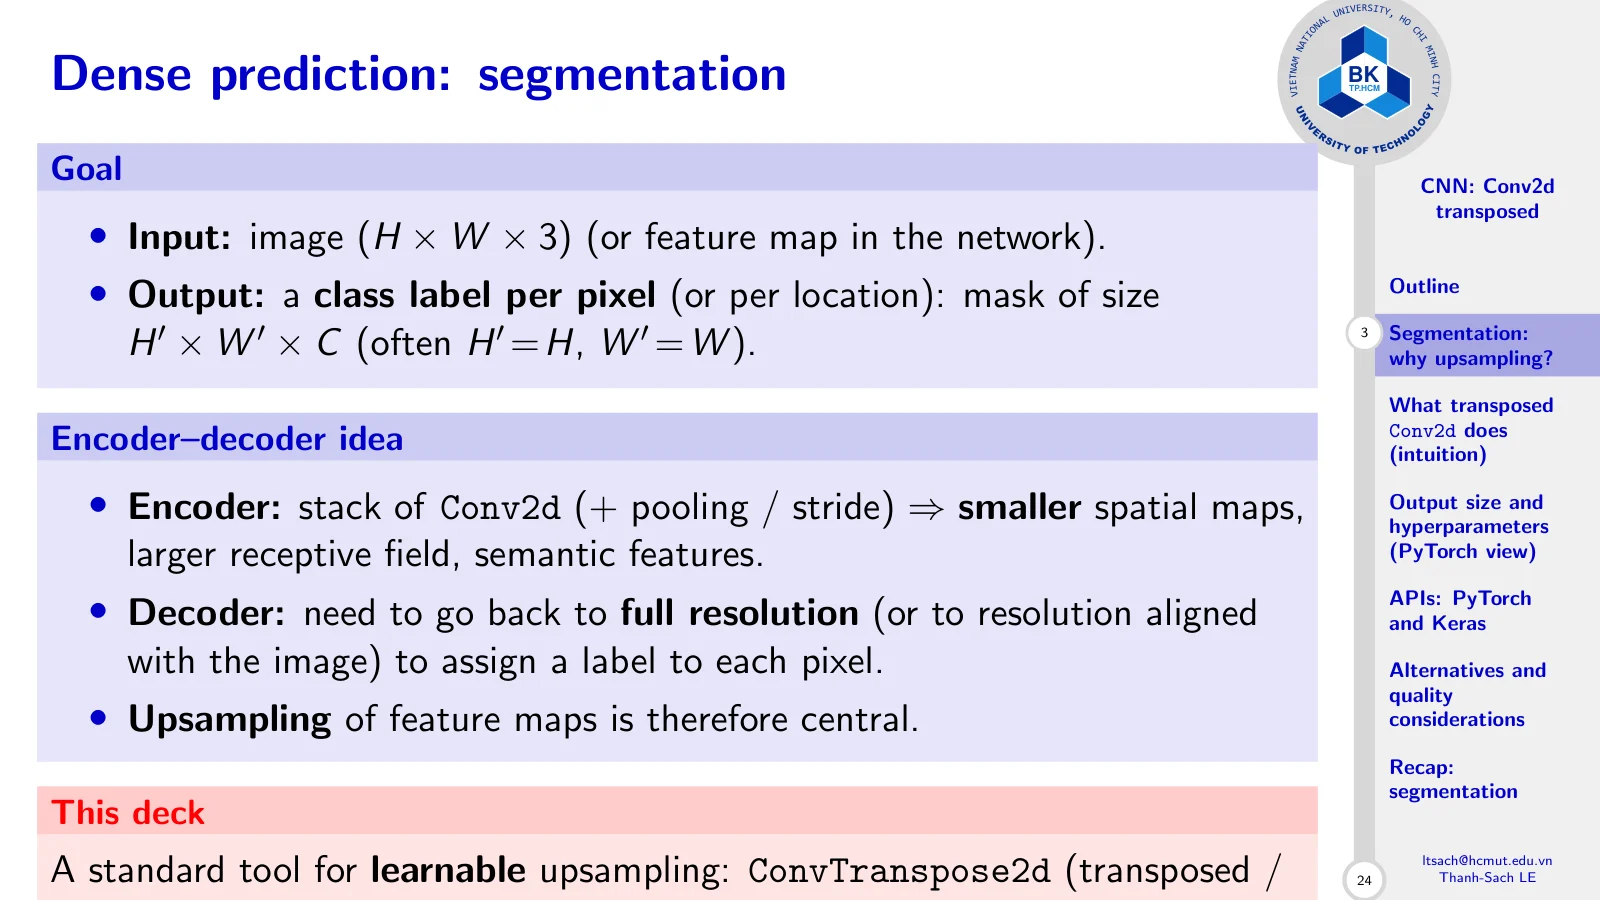 Dense prediction: segmentation
Goal
• Input: image (H × W × 3) (or feature map in the network).
• Output: a class label per pixel (or per location): mask of size
H′ × W′ × C (often H′ = H, W′ = W).
Encoder–decoder idea
• Encoder: stack of Conv2d (+ pooling / stride) ⇒ smaller spatial maps,
larger receptive field, semantic features.
• Decoder: need to go back to full resolution (or to resolution aligned
with the image) to assign a label to each pixel.
• Upsampling of feature maps is therefore central.
This deck
A standard tool for learnable upsampling: ConvTranspose2d (transposed /
VIETNAM NATIONAL UNIVERSITY, HO CHI MINH CITY
BK
TP.HCM
UNIVERSITY OF TECHNOLOGY
CNN: Conv2d
transposed
Outline
3
Segmentation:
why upsampling?
What transposed
Conv2d does
(intuition)
Output size and
hyperparameters
(PyTorch view)
APIs: PyTorch
and Keras
Alternatives and
quality
considerations
Recap:
segmentation
24
ltsach@hcmut.edu.vn
Thanh-Sach LE